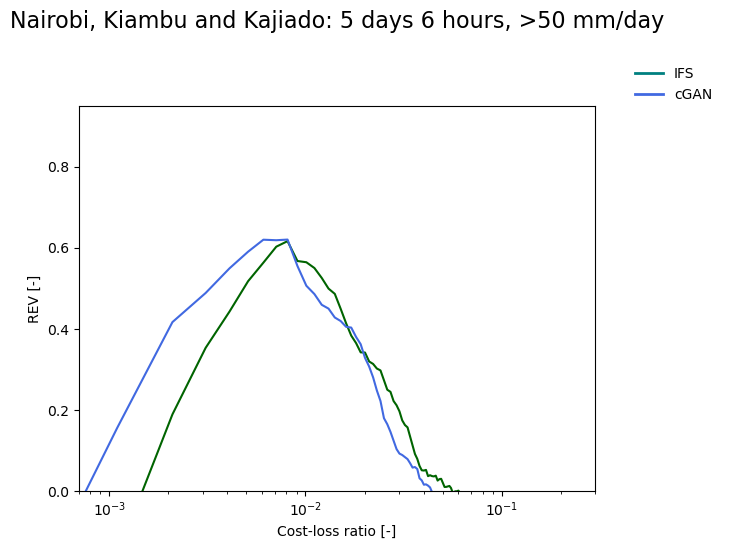 Nairobi, Kiambu and Kajiado: 5 days 6 hours, >50 mm/day
IFS
cGAN
0.8
0.6
0.4
0.2
0.0
REV [-]
10⁻³
10⁻²
10⁻¹
Cost-loss ratio [-]